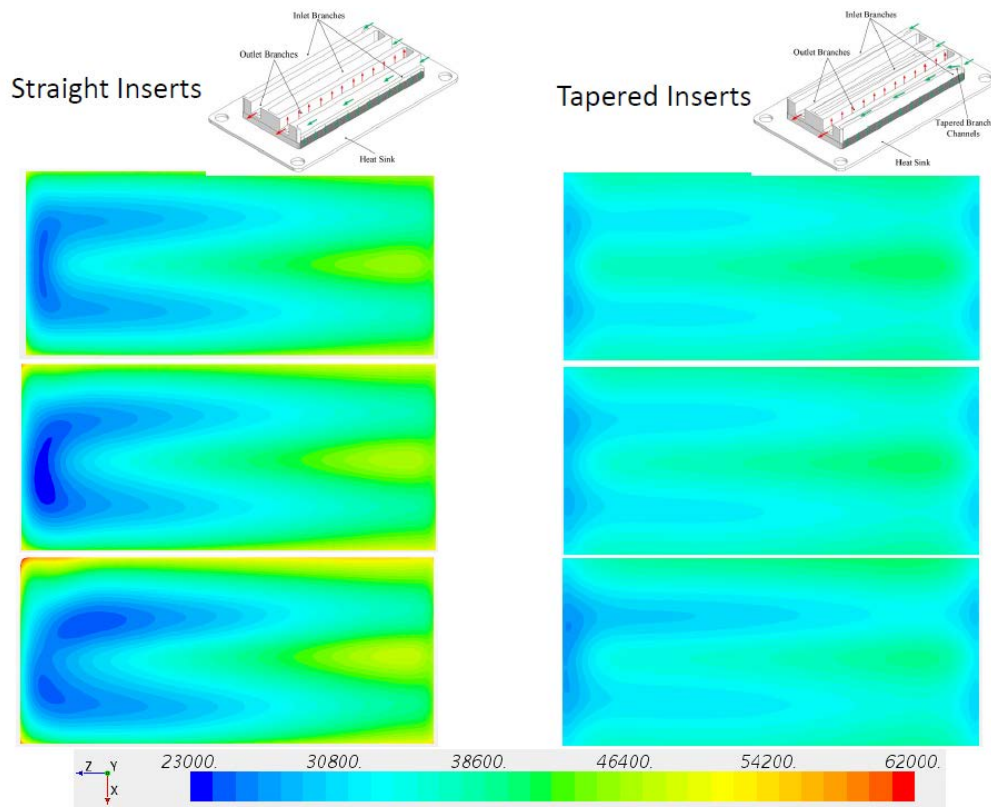 Straight Inserts
Inlet Branches
Outlet Branches
Heat Sink
Tapered Inserts
Inlet Branches
Outlet Branches
Tapered Branch
Channels
Heat Sink
Z Y
X
23000. 30800. 38600. 46400. 54200. 62000.